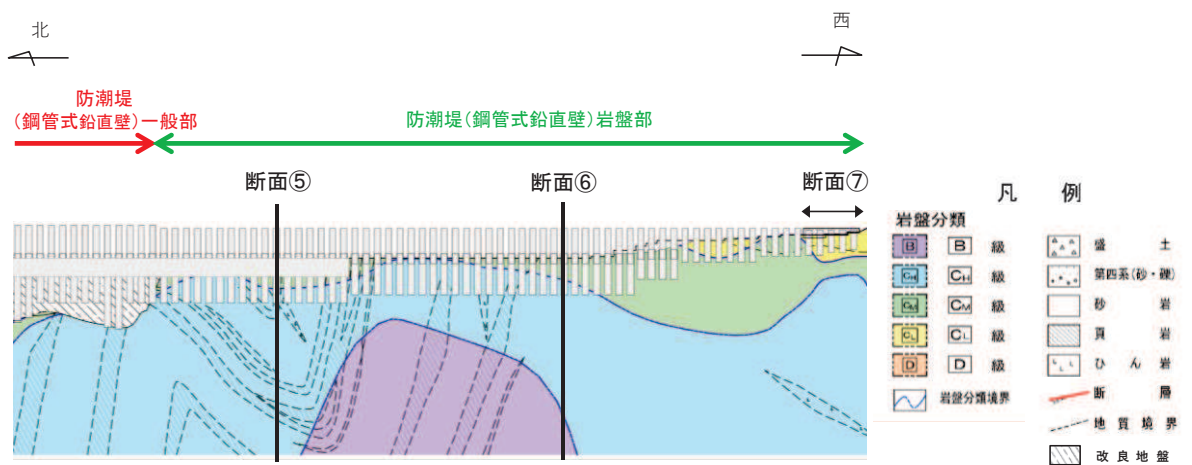 北
西
防潮堤
(鋼管式鉛直壁)一般部
防潮堤(鋼管式鉛直壁)岩盤部
断面⑤
断面⑥
断面⑦
凡 例
岩盤分類
B B 級
CH CH 級
CM CM 級
CL CL 級
D D 級
岩盤分類境界
盛 土
第四系(砂・礫)
砂 岩
頁 岩
ひ ん 岩
断 層
地 質 境 界
改 良 地 盤